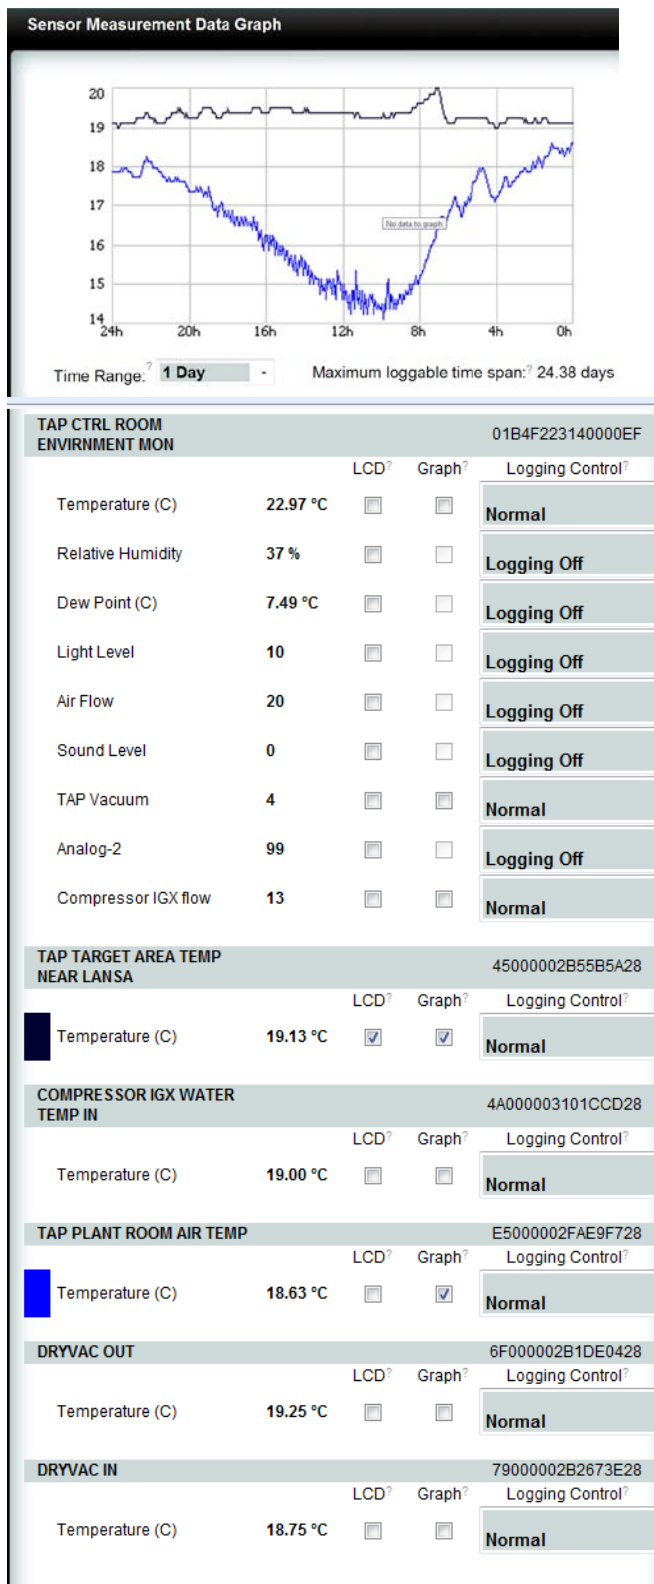 Sensor Measurement Data Graph
20
19
18
17
No data to graph
16
15
14
24h 20h 16h 12h 8h 4h 0h
Time Range:? 1 Day Maximum loggable time span:? 24.38 days
TAP CTRL ROOM
ENVIRNMENT MON 01B4F223140000EF
LCD? Graph? Logging Control?
Temperature (C) 22.97 °C Normal
Relative Humidity 37 % Logging Off
Dew Point (C) 7.49 °C Logging Off
Light Level 10 Logging Off
Air Flow 20 Logging Off
Sound Level 0 Logging Off
TAP Vacuum 4 Normal
Analog-2 99 Logging Off
Compressor IGX flow 13 Normal
TAP TARGET AREA TEMP
NEAR LANSA 45000002B55B5A28
LCD? Graph? Logging Control?
Temperature (C) 19.13 °C Normal
COMPRESSOR IGX WATER
TEMP IN 4A000003101CCD28
LCD? Graph? Logging Control?
Temperature (C) 19.00 °C Normal
TAP PLANT ROOM AIR TEMP E5000002FAE9F728
LCD? Graph? Logging Control?
Temperature (C) 18.63 °C Normal
DRYVAC OUT 6F000002B1DE0428
LCD? Graph? Logging Control?
Temperature (C) 19.25 °C Normal
DRYVAC IN 79000002B2673E28
LCD? Graph? Logging Control?
Temperature (C) 18.75 °C Normal